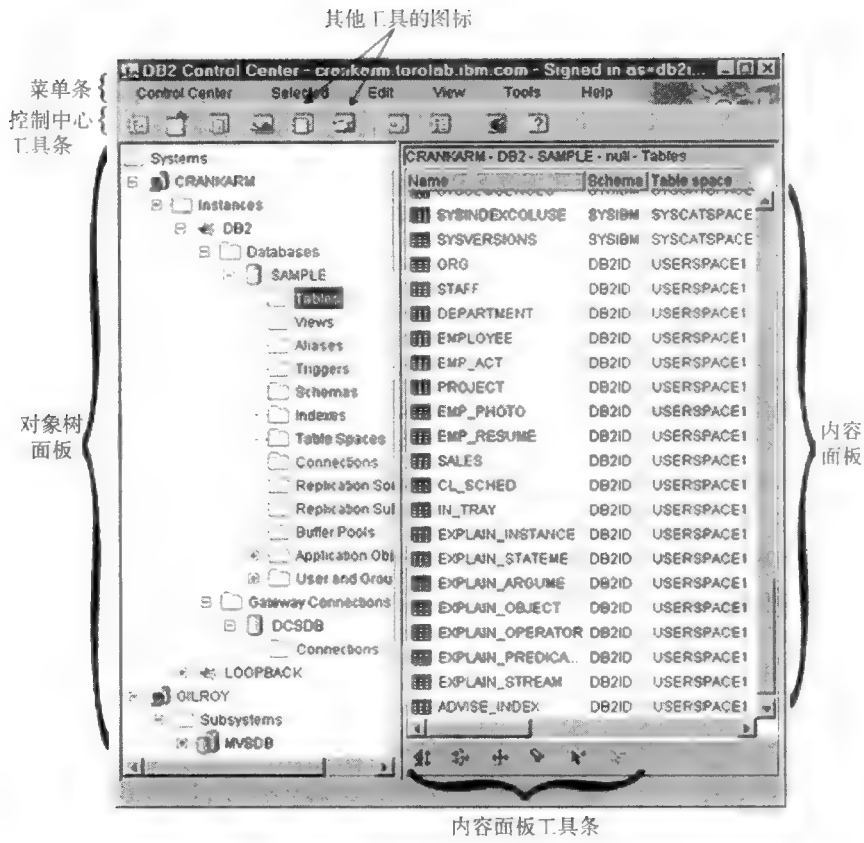 其他工具的图标
DB2 Control Center - crankarm.torolab.ibm.com - Signed in as=db2i...
菜单条
Control Center Selected Edit View Tools Help
控制中心
工具条
Systems
CRANKARM
Instances
DB2
Databases
SAMPLE
Tables
Views
Aliases
Triggers
Schemas
Indexes
Table Spaces
Connections
Replication Sou
Replication Sul
Buffer Pools
Application Obj
User and Grou
Gateway Connections
DCSDB
Connections
LOOPBACK
GILROY
Subsystems
MVSDB
对象树
面板
CRANKARM - DB2 - SAMPLE - null - Tables
Name Schema Table space
SYSINDEXCOLUSE SYSIBM SYSCATSPACE
SYSVERSIONS SYSIBM SYSCATSPACE
ORG DB2ID USERSPACE1
STAFF DB2ID USERSPACE1
DEPARTMENT DB2ID USERSPACE1
EMPLOYEE DB2ID USERSPACE1
EMP_ACT DB2ID USERSPACE1
PROJECT DB2ID USERSPACE1
EMP_PHOTO DB2ID USERSPACE1
EMP_RESUME DB2ID USERSPACE1
SALES DB2ID USERSPACE1
CL_SCHED DB2ID USERSPACE1
IN_TRAY DB2ID USERSPACE1
EXPLAIN_INSTANCE DB2ID USERSPACE1
EXPLAIN_STATEME DB2ID USERSPACE1
EXPLAIN_ARGUME DB2ID USERSPACE1
EXPLAIN_OBJECT DB2ID USERSPACE1
EXPLAIN_OPERATOR DB2ID USERSPACE1
EXPLAIN_PREDICA... DB2ID USERSPACE1
EXPLAIN_STREAM DB2ID USERSPACE1
ADVISE_INDEX DB2ID USERSPACE1
内容
面板
内容面板工具条